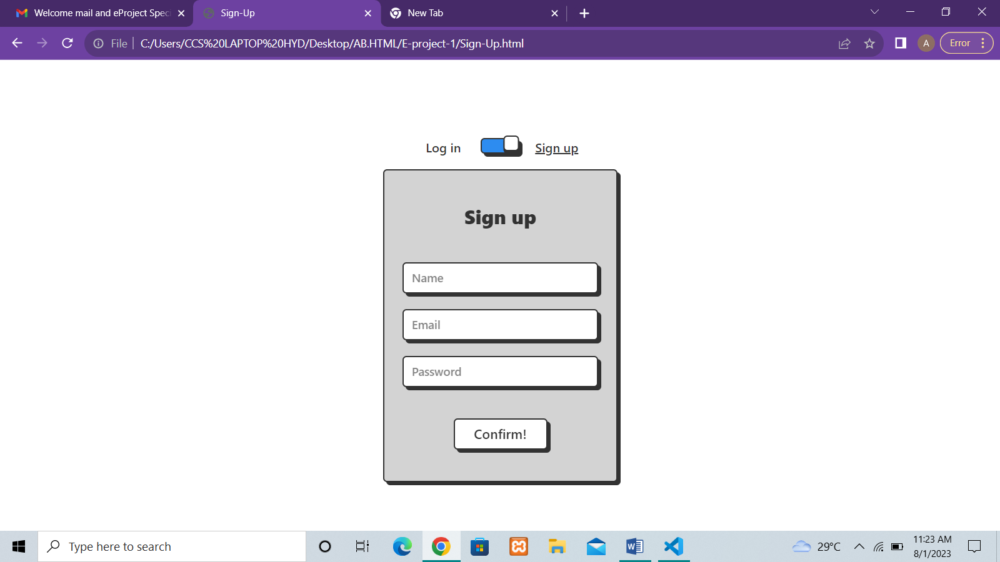 Welcome mail and eProject Speci
Sign-Up
New Tab
File
C:/Users/CCS%20LAPTOP%20HYD/Desktop/AB.HTML/E-project-1/Sign-Up.html
A
Error
Log in
Sign up
Sign up
Name
Email
Password
Confirm!
Type here to search
W
29°C
11:23 AM
8/1/2023